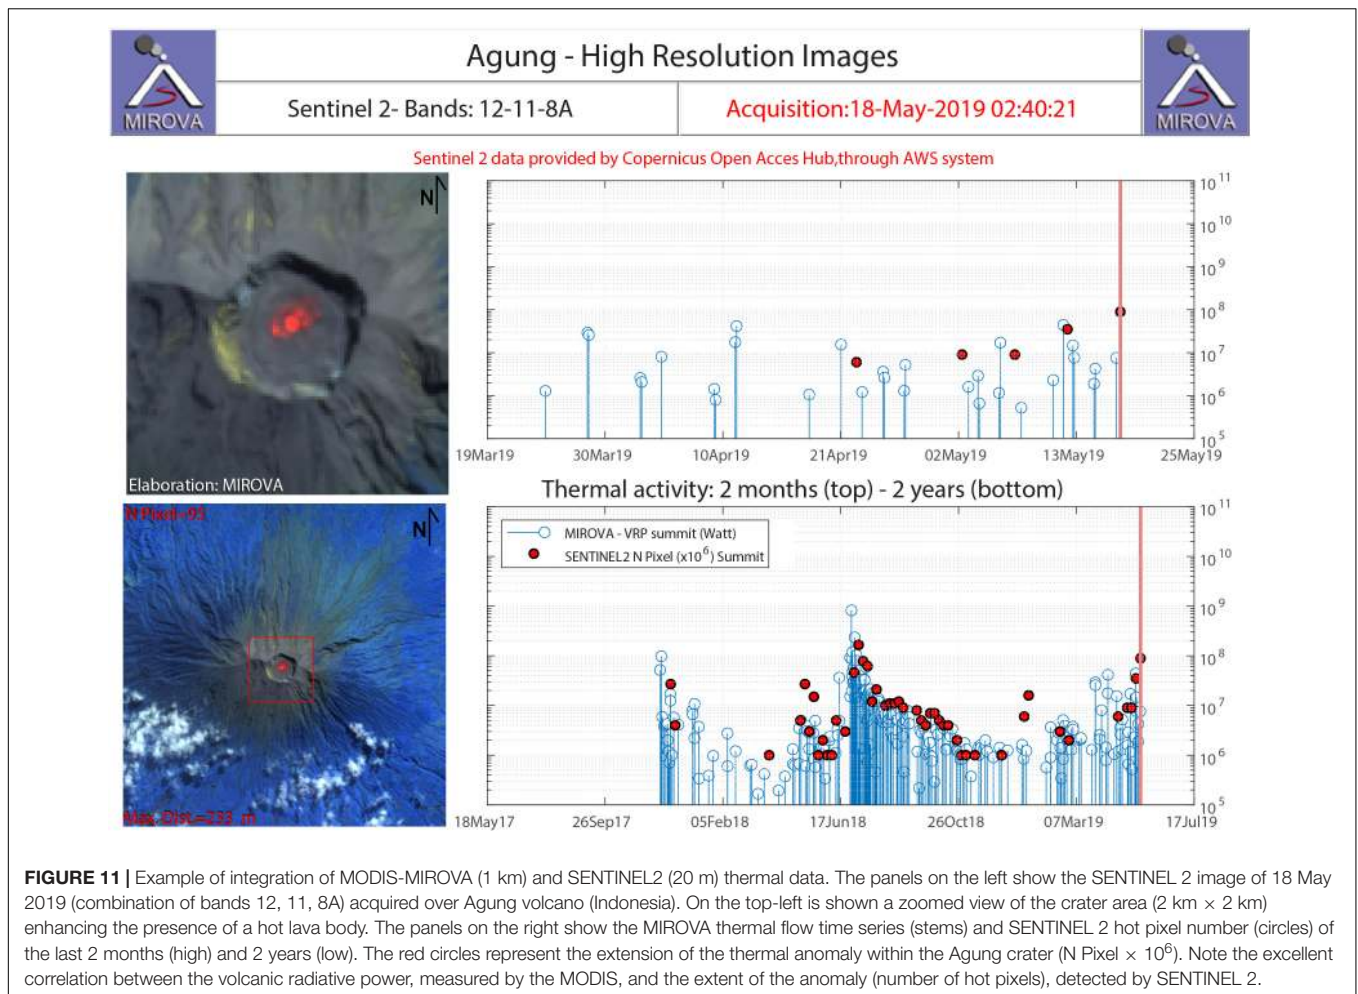 Agung - High Resolution Images
MIROVA
Sentinel 2- Bands: 12-11-8A
Acquisition:18-May-2019 02:40:21
MIROVA
Sentinel 2 data provided by Copernicus Open Acces Hub,through AWS system
N
Elaboration: MIROVA
10^11
10^10
10^9
10^8
10^7
10^6
10^5
19Mar19 30Mar19 10Apr19 21Apr19 02May19 13May19 25May19
Thermal activity: 2 months (top) - 2 years (bottom)
N Pixel=91
N
Max. Dist.=233 m
MIROVA - VRP summit (Watt)
SENTINEL2 N Pixel (x10^6) Summit
10^11
10^10
10^9
10^8
10^7
10^6
10^5
18May17 26Sep17 05Feb18 17Jun18 26Oct18 07Mar19 17Jul19
FIGURE 11 | Example of integration of MODIS-MIROVA (1 km) and SENTINEL2 (20 m) thermal data. The panels on the left show the SENTINEL 2 image of 18 May
2019 (combination of bands 12, 11, 8A) acquired over Agung volcano (Indonesia). On the top-left is shown a zoomed view of the crater area (2 km × 2 km)
enhancing the presence of a hot lava body. The panels on the right show the MIROVA thermal flow time series (stems) and SENTINEL 2 hot pixel number (circles) of
the last 2 months (high) and 2 years (low). The red circles represent the extension of the thermal anomaly within the Agung crater (N Pixel × 10^6). Note the excellent
correlation between the volcanic radiative power, measured by the MODIS, and the extent of the anomaly (number of hot pixels), detected by SENTINEL 2.